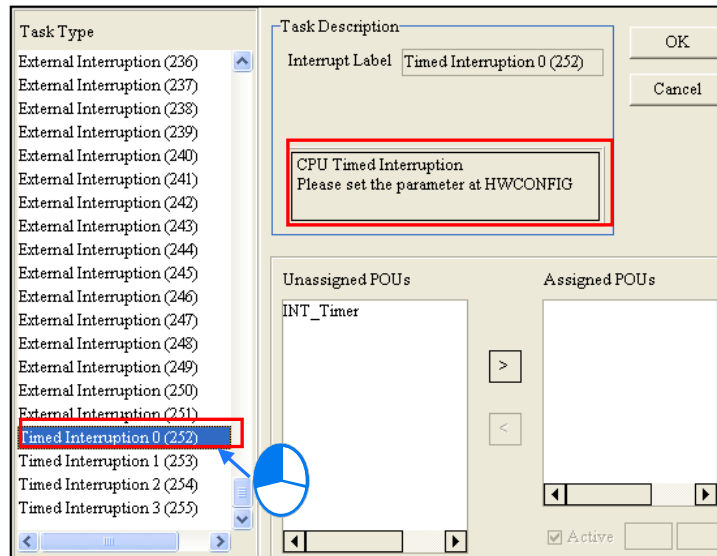 Task Type
External Interruption (236)
External Interruption (237)
External Interruption (238)
External Interruption (239)
External Interruption (240)
External Interruption (241)
External Interruption (242)
External Interruption (243)
External Interruption (244)
External Interruption (245)
External Interruption (246)
External Interruption (247)
External Interruption (248)
External Interruption (249)
External Interruption (250)
External Interruption (251)
Timed Interruption 0 (252)
Timed Interruption 1 (253)
Timed Interruption 2 (254)
Timed Interruption 3 (255)
Task Description
Interrupt Label Timed Interruption 0 (252)
CPU Timed Interruption
Please set the parameter at HWCONFIG
OK
Cancel
Unassigned POUs
INT_Timer
>
<
Assigned POUs
Active